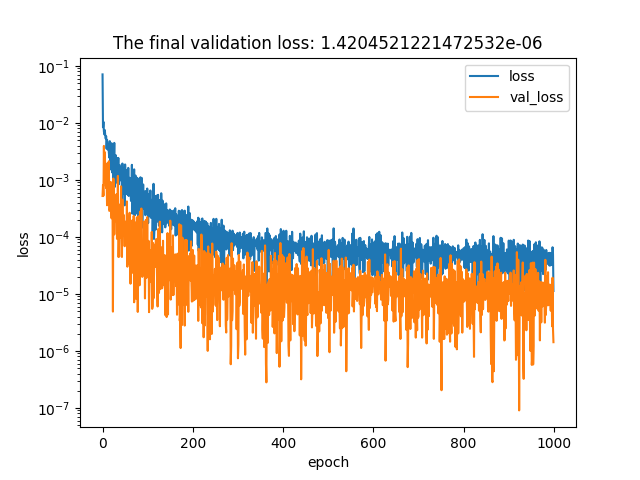 The final validation loss: 1.4204521221472532e-06
loss
val_loss
10⁻¹
10⁻²
10⁻³
10⁻⁴
10⁻⁵
10⁻⁶
10⁻⁷
loss
0 200 400 600 800 1000
epoch